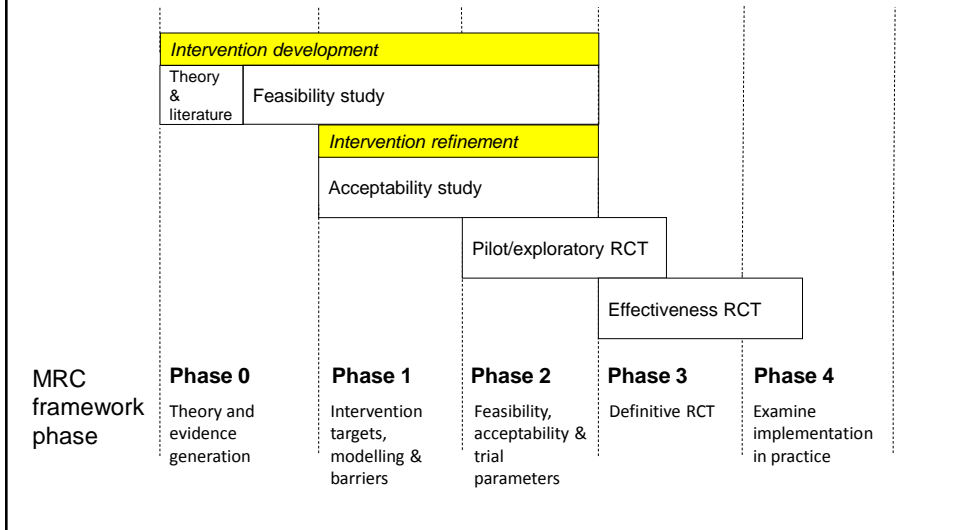 Intervention development
Theory
&
literature
Feasibility study
Intervention refinement
Acceptability study
Pilot/exploratory RCT
Effectiveness RCT
MRC
framework
phase
Phase 0
Theory and
evidence
generation
Phase 1
Intervention
targets,
modelling &
barriers
Phase 2
Feasibility,
acceptability &
trial
parameters
Phase 3
Definitive RCT
Phase 4
Examine
implementation
in practice